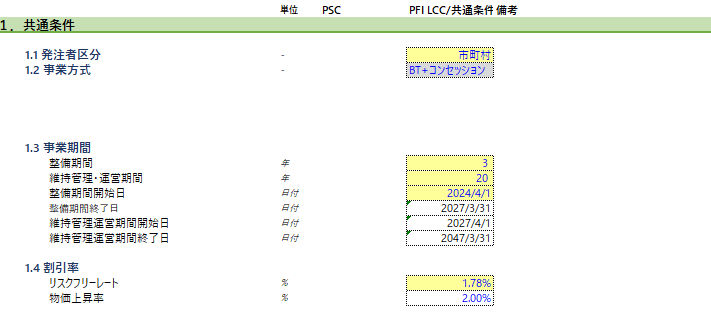 単位 PSC PFI LCC/共通条件 備考
1. 共通条件
1.1 発注者区分 - 市町村
1.2 事業方式 - BT+コンセッション
1.3 事業期間
整備期間 年 3
維持管理・運営期間 年 20
整備期間開始日 日付 2024/4/1
整備期間終了日 日付 2027/3/31
維持管理運営期間開始日 日付 2027/4/1
維持管理運営期間終了日 日付 2047/3/31
1.4 割引率
リスクフリーレート % 1.78%
物価上昇率 % 2.00%